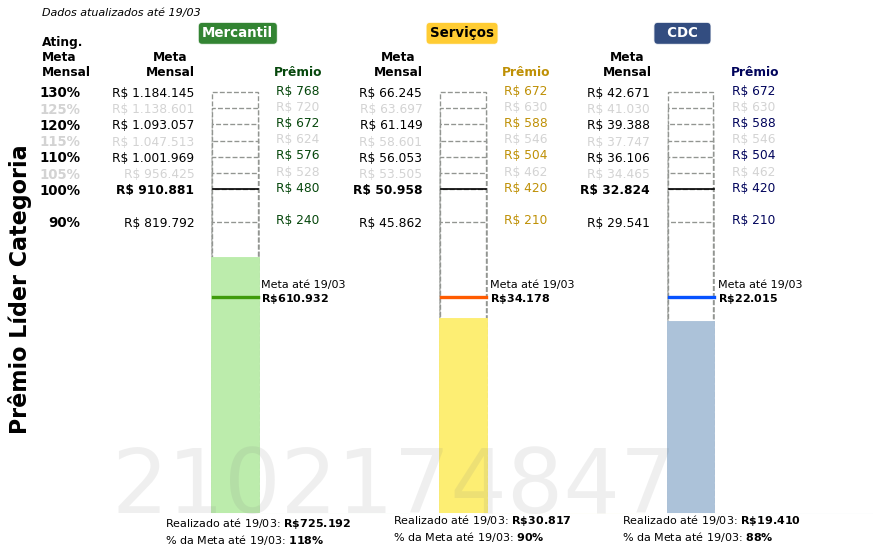 Dados atualizados até 19/03
Mercantil Serviços CDC
Ating. Meta Mensal Meta Mensal Prêmio Meta Mensal Prêmio Meta Mensal Prêmio
130% R$ 1.184.145 R$ 768 R$ 66.245 R$ 672 R$ 42.671 R$ 672
125% R$ 1.138.601 R$ 720 R$ 63.697 R$ 630 R$ 41.030 R$ 630
120% R$ 1.093.057 R$ 672 R$ 61.149 R$ 588 R$ 39.388 R$ 588
115% R$ 1.047.513 R$ 624 R$ 58.601 R$ 546 R$ 37.747 R$ 546
110% R$ 1.001.969 R$ 576 R$ 56.053 R$ 504 R$ 36.106 R$ 504
105% R$ 956.425 R$ 528 R$ 53.505 R$ 462 R$ 34.465 R$ 462
100% R$ 910.881 R$ 480 R$ 50.958 R$ 420 R$ 32.824 R$ 420
90% R$ 819.792 R$ 240 R$ 45.862 R$ 210 R$ 29.541 R$ 210
Prêmio Líder Categoria
Meta até 19/03 Meta até 19/03 Meta até 19/03
R$610.932 R$34.178 R$22.015
2102174847
Realizado até 19/03: R$725.192 Realizado até 19/03: R$30.817 Realizado até 19/03: R$19.410
% da Meta até 19/03: 118% % da Meta até 19/03: 90% % da Meta até 19/03: 88%